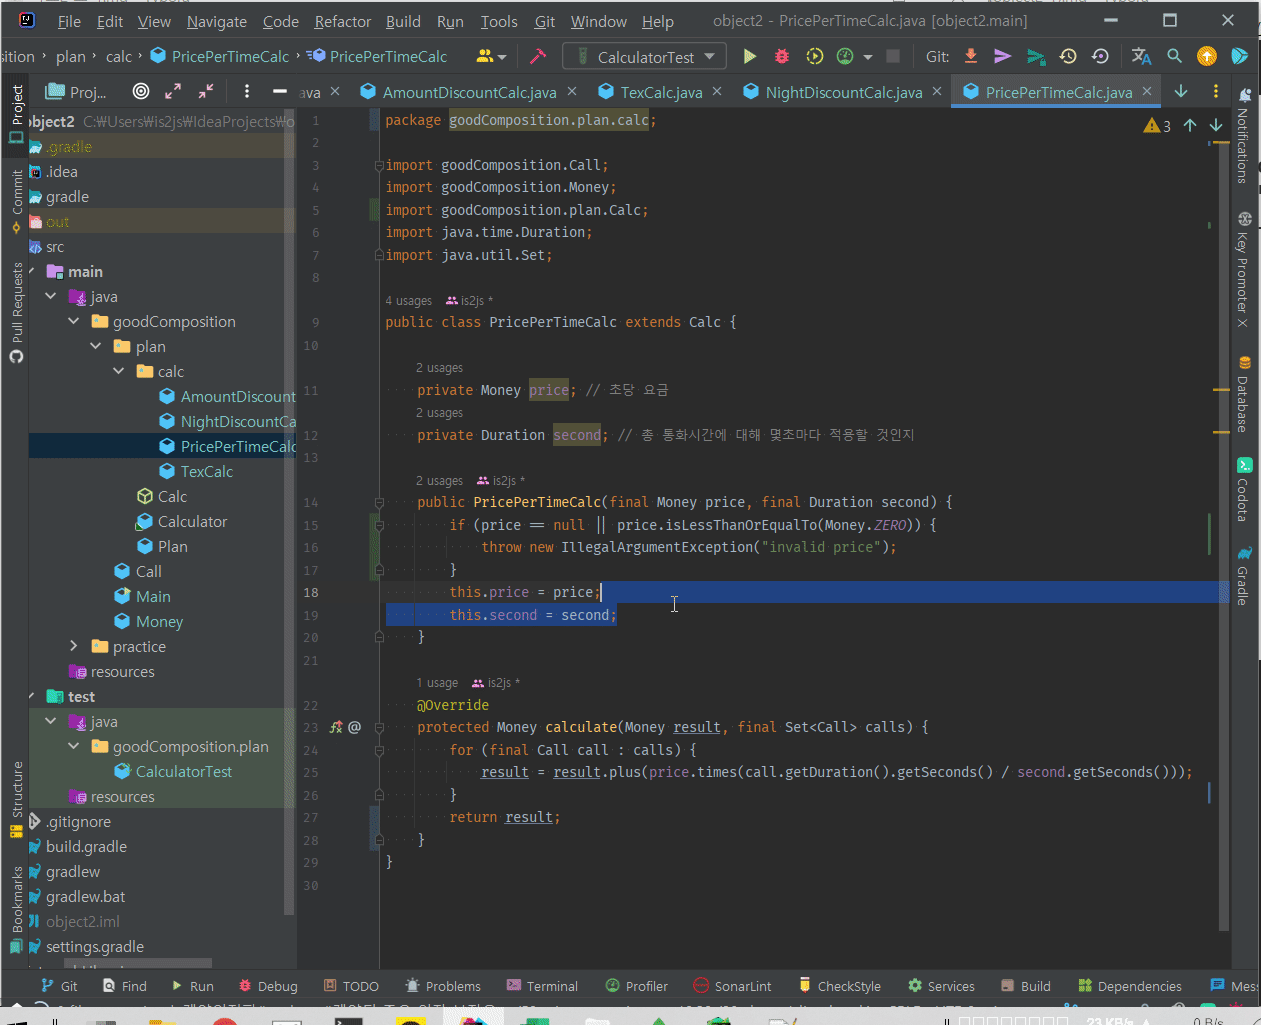 File Edit View Navigate Code Refactor Build Run Tools Git Window Help object2 - PricePerTimeCalc.java [object2.main]
sition › plan › calc › PricePerTimeCalc › PricePerTimeCalc CalculatorTest Git:
Proj... ava AmountDiscountCalc.java TexCalc.java NightDiscountCalc.java PricePerTimeCalc.java
Project
Commit
Pull Requests
Structure
Bookmarks
object2 C:\Users\is2js\IdeaProjects\o
.gradle
.idea
gradle
out
src
main
java
goodComposition
plan
calc
AmountDiscount
NightDiscountCa
PricePerTimeCalc
TexCalc
Calc
Calculator
Plan
Call
Main
Money
practice
resources
test
java
goodComposition.plan
CalculatorTest
resources
.gitignore
build.gradle
gradlew
gradlew.bat
object2.iml
settings.gradle
3
1 package goodComposition.plan.calc;
2
3 import goodComposition.Call;
4 import goodComposition.Money;
5 import goodComposition.plan.Calc;
6 import java.time.Duration;
7 import java.util.Set;
8
4 usages is2js *
9 public class PricePerTimeCalc extends Calc {
10
2 usages
11 private Money price; // 초당 요금
2 usages
12 private Duration second; // 총 통화시간에 대해 몇초마다 적용할 것인지
13
2 usages is2js *
14 public PricePerTimeCalc(final Money price, final Duration second) {
15 if (price == null || price.isLessThanOrEqualTo(Money.ZERO)) {
16 throw new IllegalArgumentException("invalid price");
17 }
18 this.price = price;
19 this.second = second;
20 }
21
1 usage is2js *
22 @Override
23 protected Money calculate(Money result, final Set<Call> calls) {
24 for (final Call call : calls) {
25 result = result.plus(price.times(call.getDuration().getSeconds() / second.getSeconds()));
26 }
27 return result;
28 }
29 }
30
Notifications
Key Promoter X
Database
Codota
Gradle
Git Find Run Debug TODO Problems Terminal Profiler SonarLint CheckStyle Services Build Dependencies Mess